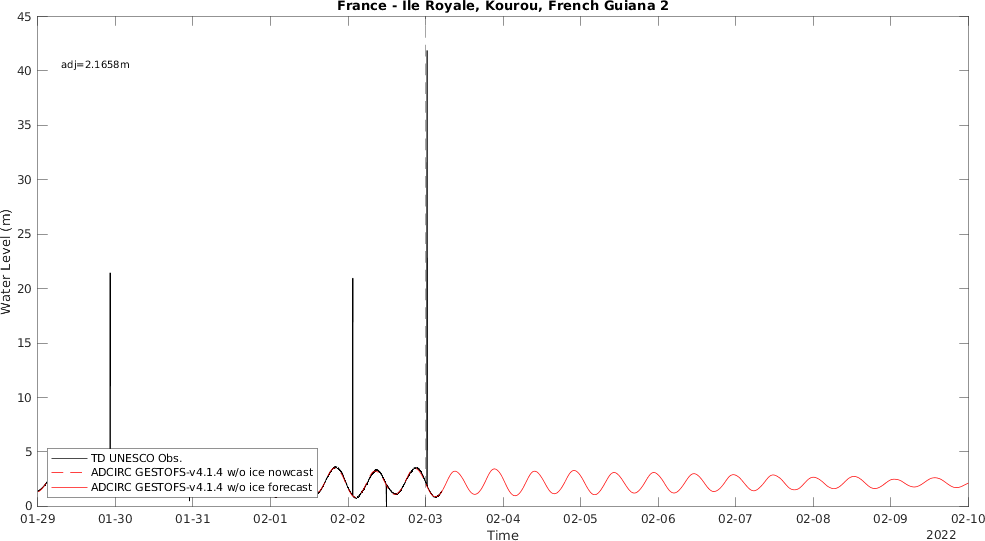 France - Ile Royale, Kourou, French Guiana 2
45
adj=2.1658m
40
35
30
25
20
15
10
5
0
Water Level (m)
TD UNESCO Obs.
ADCIRC GESTOFS-v4.1.4 w/o ice nowcast
ADCIRC GESTOFS-v4.1.4 w/o ice forecast
01-29 01-30 01-31 02-01 02-02 02-03 02-04 02-05 02-06 02-07 02-08 02-09 02-10
Time
2022